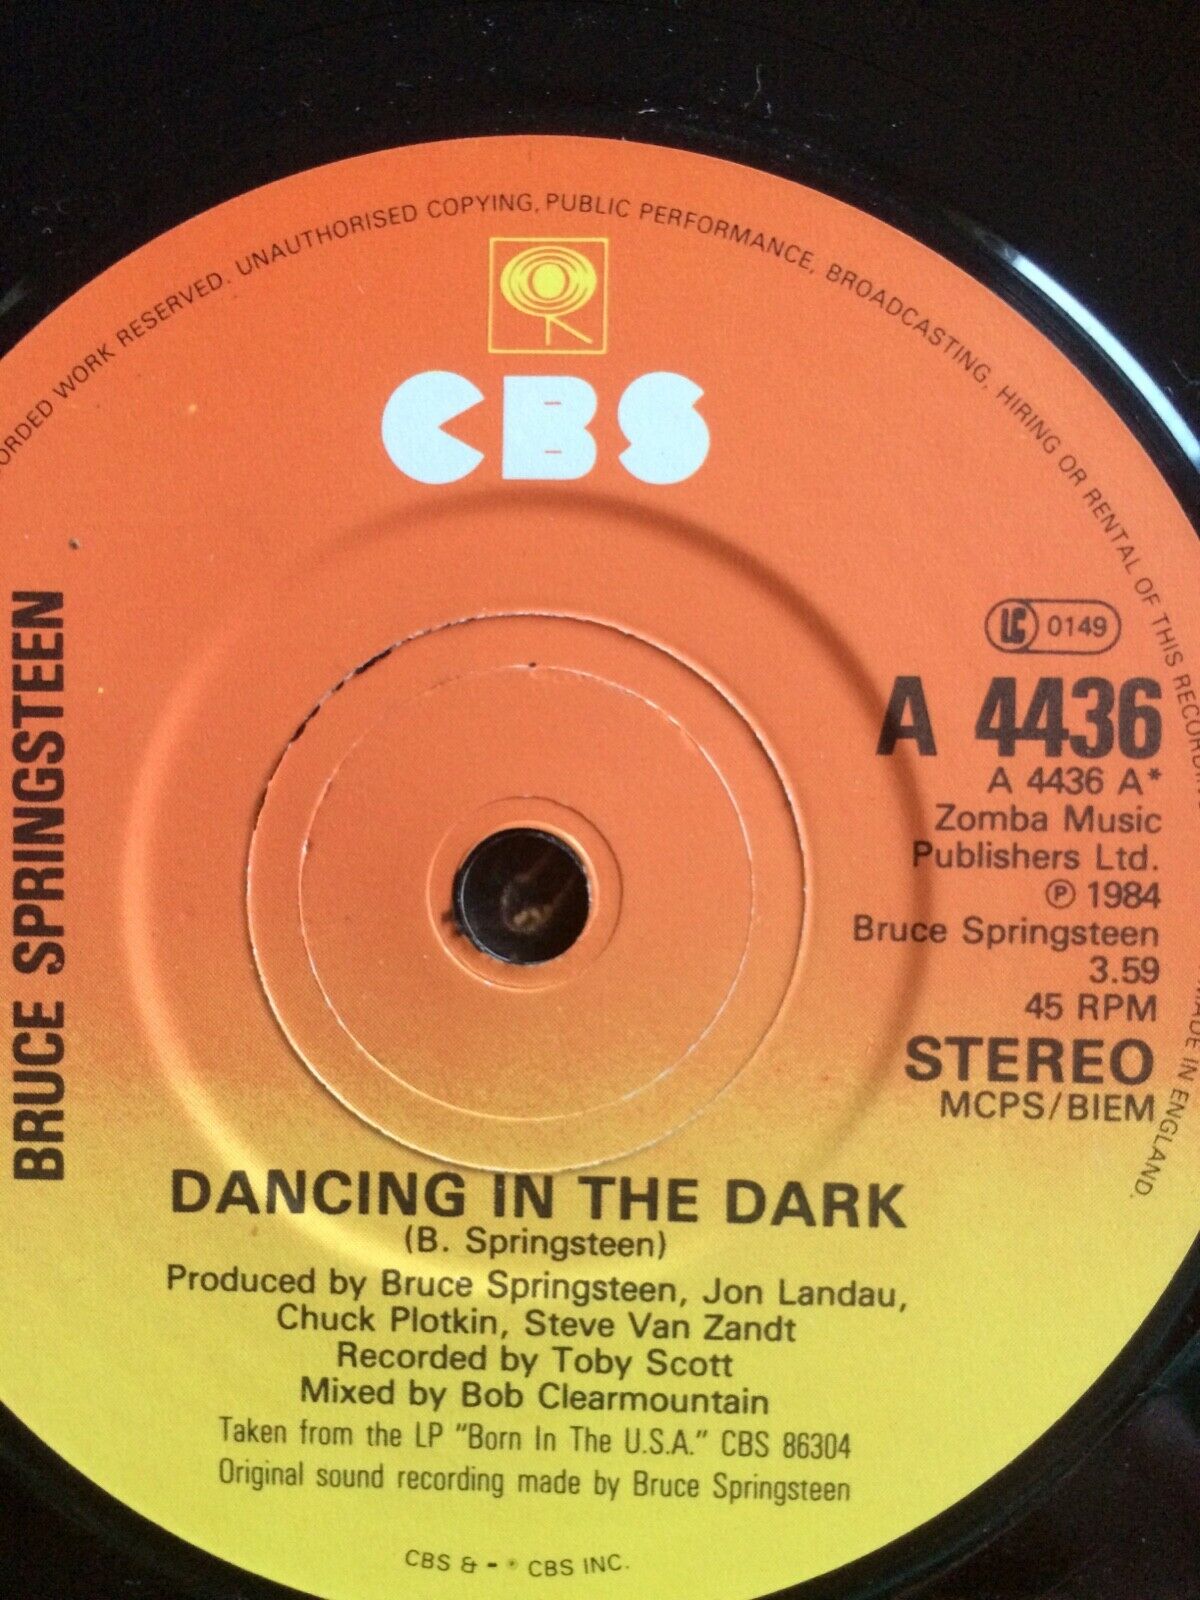 ORDED WORK RESERVED. UNAUTHORISED COPYING, PUBLIC PERFORMANCE, BROADCASTING, HIRING OR RENTAL OF THIS RECORDIN
MADE IN ENGLAND.
CBS
BRUCE SPRINGSTEEN
LC 0149
A 4436
A 4436 A*
Zomba Music
Publishers Ltd.
℗ 1984
Bruce Springsteen
3.59
45 RPM
STEREO
MCPS/BIEM
DANCING IN THE DARK
(B. Springsteen)
Produced by Bruce Springsteen, Jon Landau,
Chuck Plotkin, Steve Van Zandt
Recorded by Toby Scott
Mixed by Bob Clearmountain
Taken from the LP "Born In The U.S.A." CBS 86304
Original sound recording made by Bruce Springsteen
CBS & - * CBS INC.